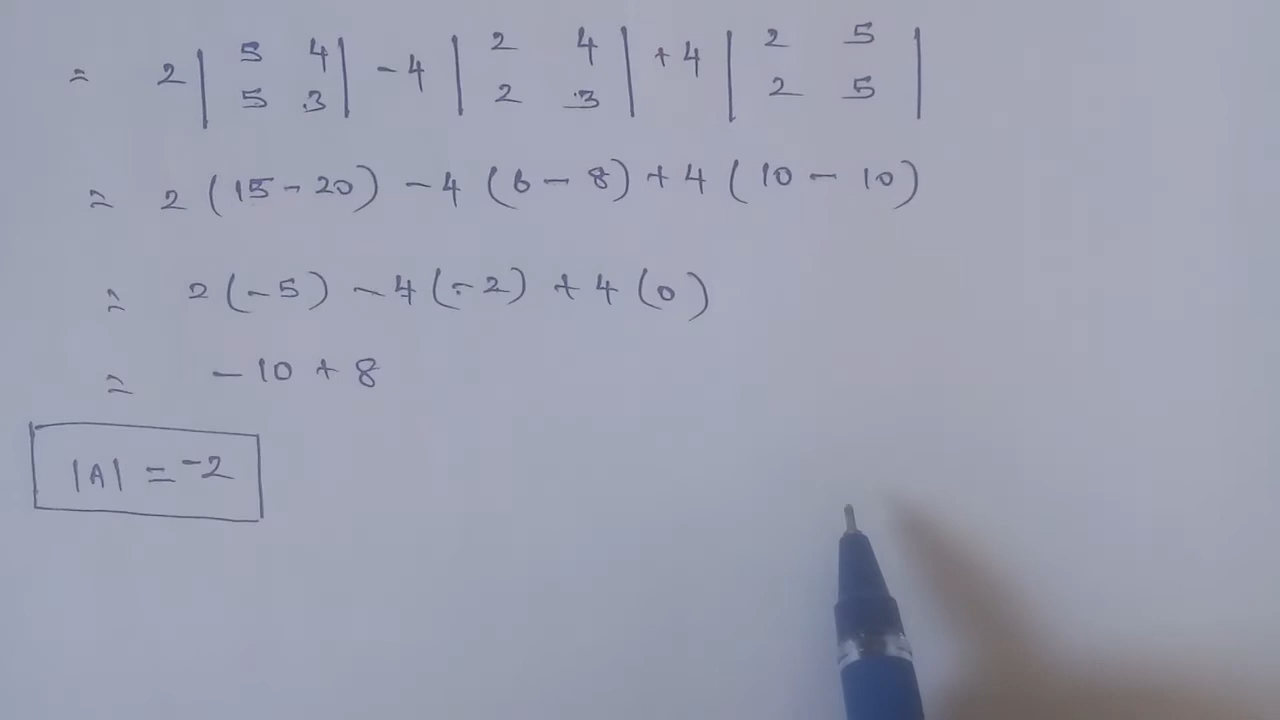 = 2 | 5 4 | - 4 | 2 4 | + 4 | 2 5 |
| 5 3 | | 2 3 | | 2 5 |
= 2 (15 - 20) - 4 (6 - 8) + 4 (10 - 10)
= 2 (-5) - 4 (-2) + 4 (0)
= - 10 + 8
|A| = -2